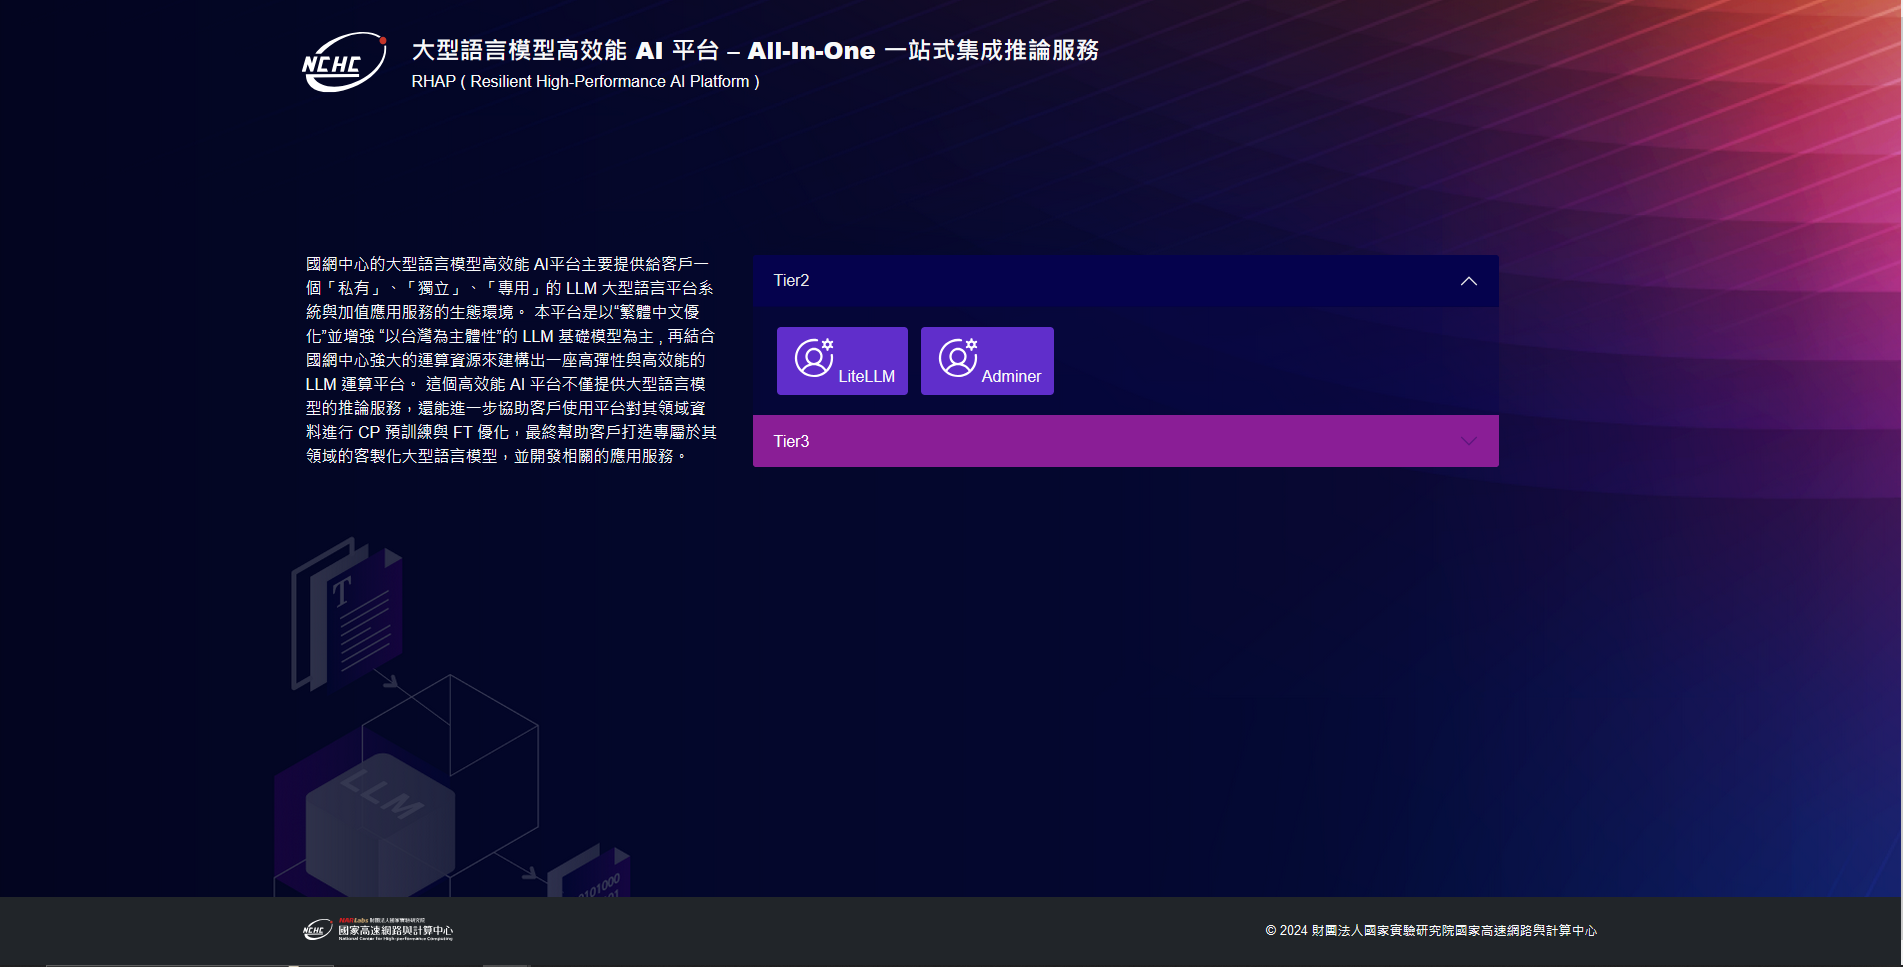 NCHC
大型語言模型高效能 AI 平台 – All-In-One 一站式集成推論服務
RHAP ( Resilient High-Performance AI Platform )
國網中心的大型語言模型高效能 AI平台主要提供給客戶一
個「私有」、「獨立」、「專用」的 LLM 大型語言平台系
統與加值應用服務的生態環境。 本平台是以“繁體中文優
化”並增強 “以台灣為主體性”的 LLM 基礎模型為主 , 再結合
國網中心強大的運算資源來建構出一座高彈性與高效能的
LLM 運算平台。 這個高效能 AI 平台不僅提供大型語言模
型的推論服務，還能進一步協助客戶使用平台對其領域資
料進行 CP 預訓練與 FT 優化，最終幫助客戶打造專屬於其
領域的客製化大型語言模型，並開發相關的應用服務。
Tier2
LiteLLM
Adminer
Tier3
T
LLM
0101000
01
NCHC
NARLabs 財團法人國家實驗研究院
國家高速網路與計算中心
National Center for High-performance Computing
© 2024 財團法人國家實驗研究院國家高速網路與計算中心